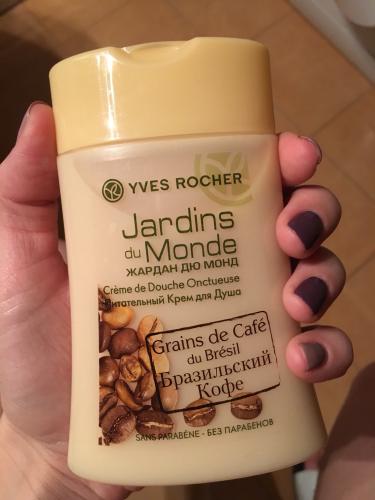 YVES ROCHER
Jardins
du Monde
ЖАРДАН ДЮ МОНД
Crème de Douche Onctueuse
Питательный Крем для Душа
Grains de Café
du Brésil
Бразильский
Кофе
SANS PARABÈNE - БЕЗ ПАРАБЕНОВ